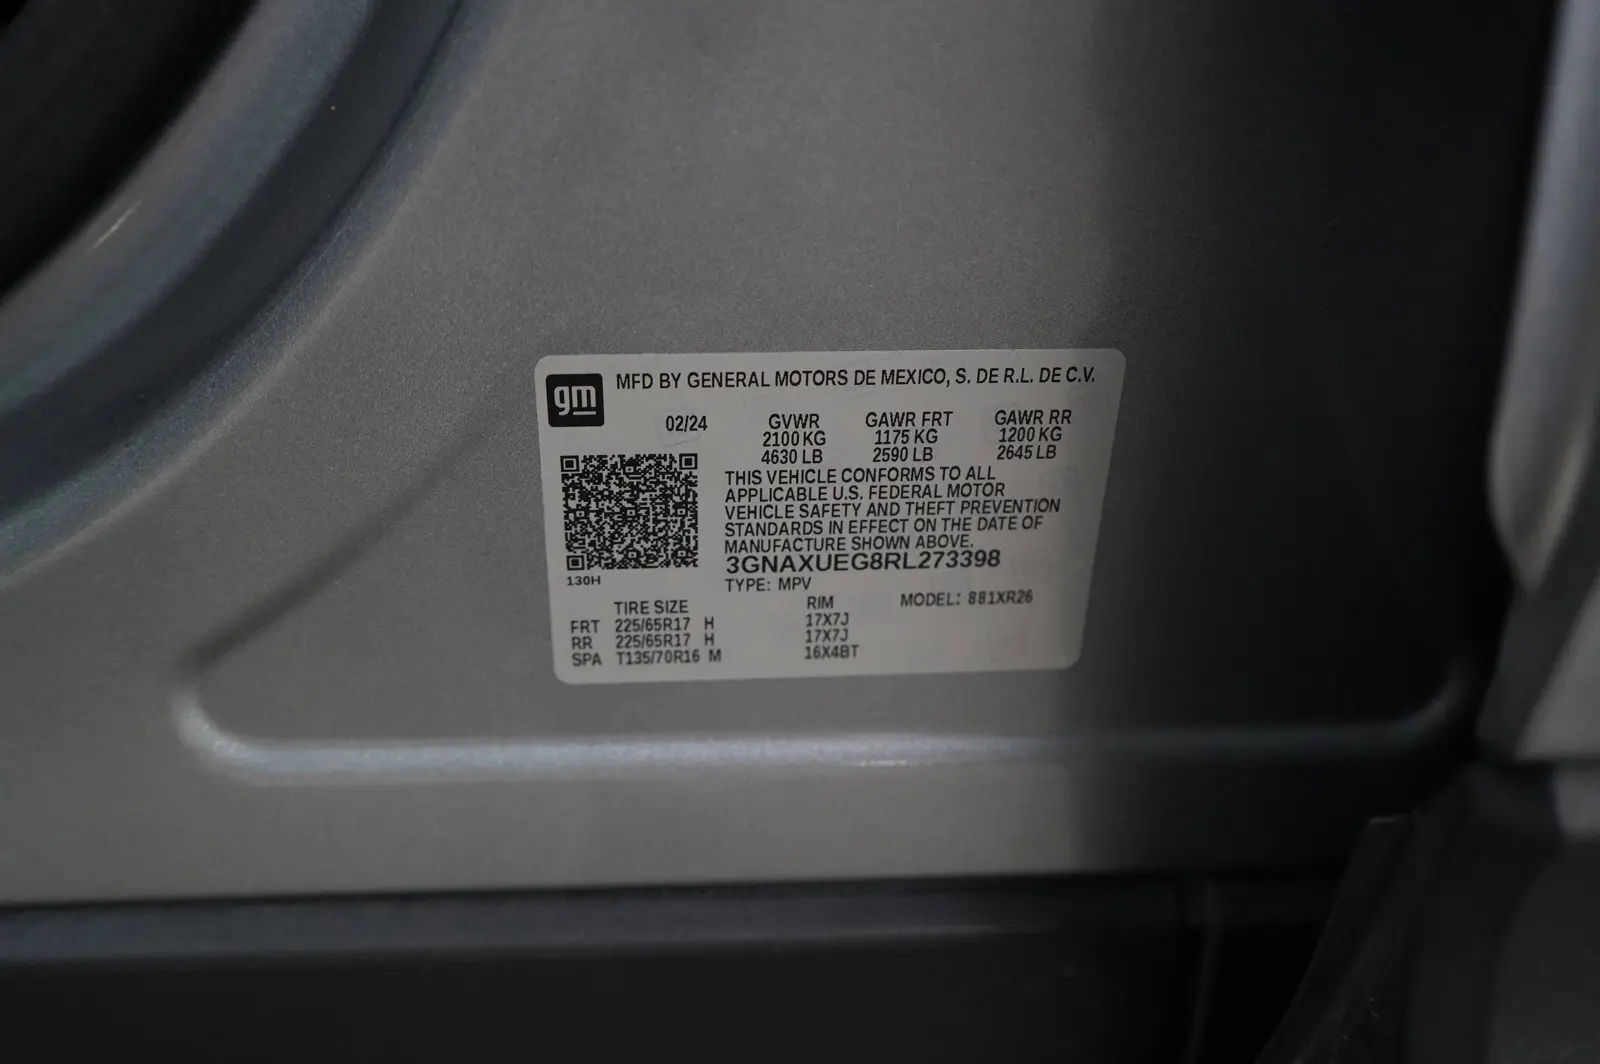 gm
MFD BY GENERAL MOTORS DE MEXICO, S. DE R.L. DE C.V.
02/24 GVWR GAWR FRT GAWR RR
2100 KG 1175 KG 1200 KG
4630 LB 2590 LB 2645 LB
THIS VEHICLE CONFORMS TO ALL
APPLICABLE U.S. FEDERAL MOTOR
VEHICLE SAFETY AND THEFT PREVENTION
STANDARDS IN EFFECT ON THE DATE OF
MANUFACTURE SHOWN ABOVE.
3GNAXUEG8RL273398
130H
TYPE: MPV
MODEL: 881XR26
TIRE SIZE RIM
FRT 225/65R17 H 17X7J
RR 225/65R17 H 17X7J
SPA T135/70R16 M 16X4BT